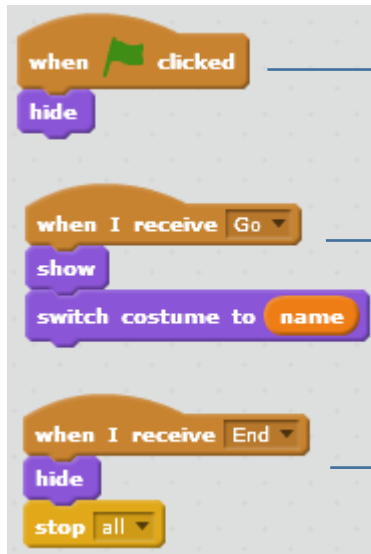 when clicked
hide
when I receive Go
show
switch costume to name
when I receive End
hide
stop all